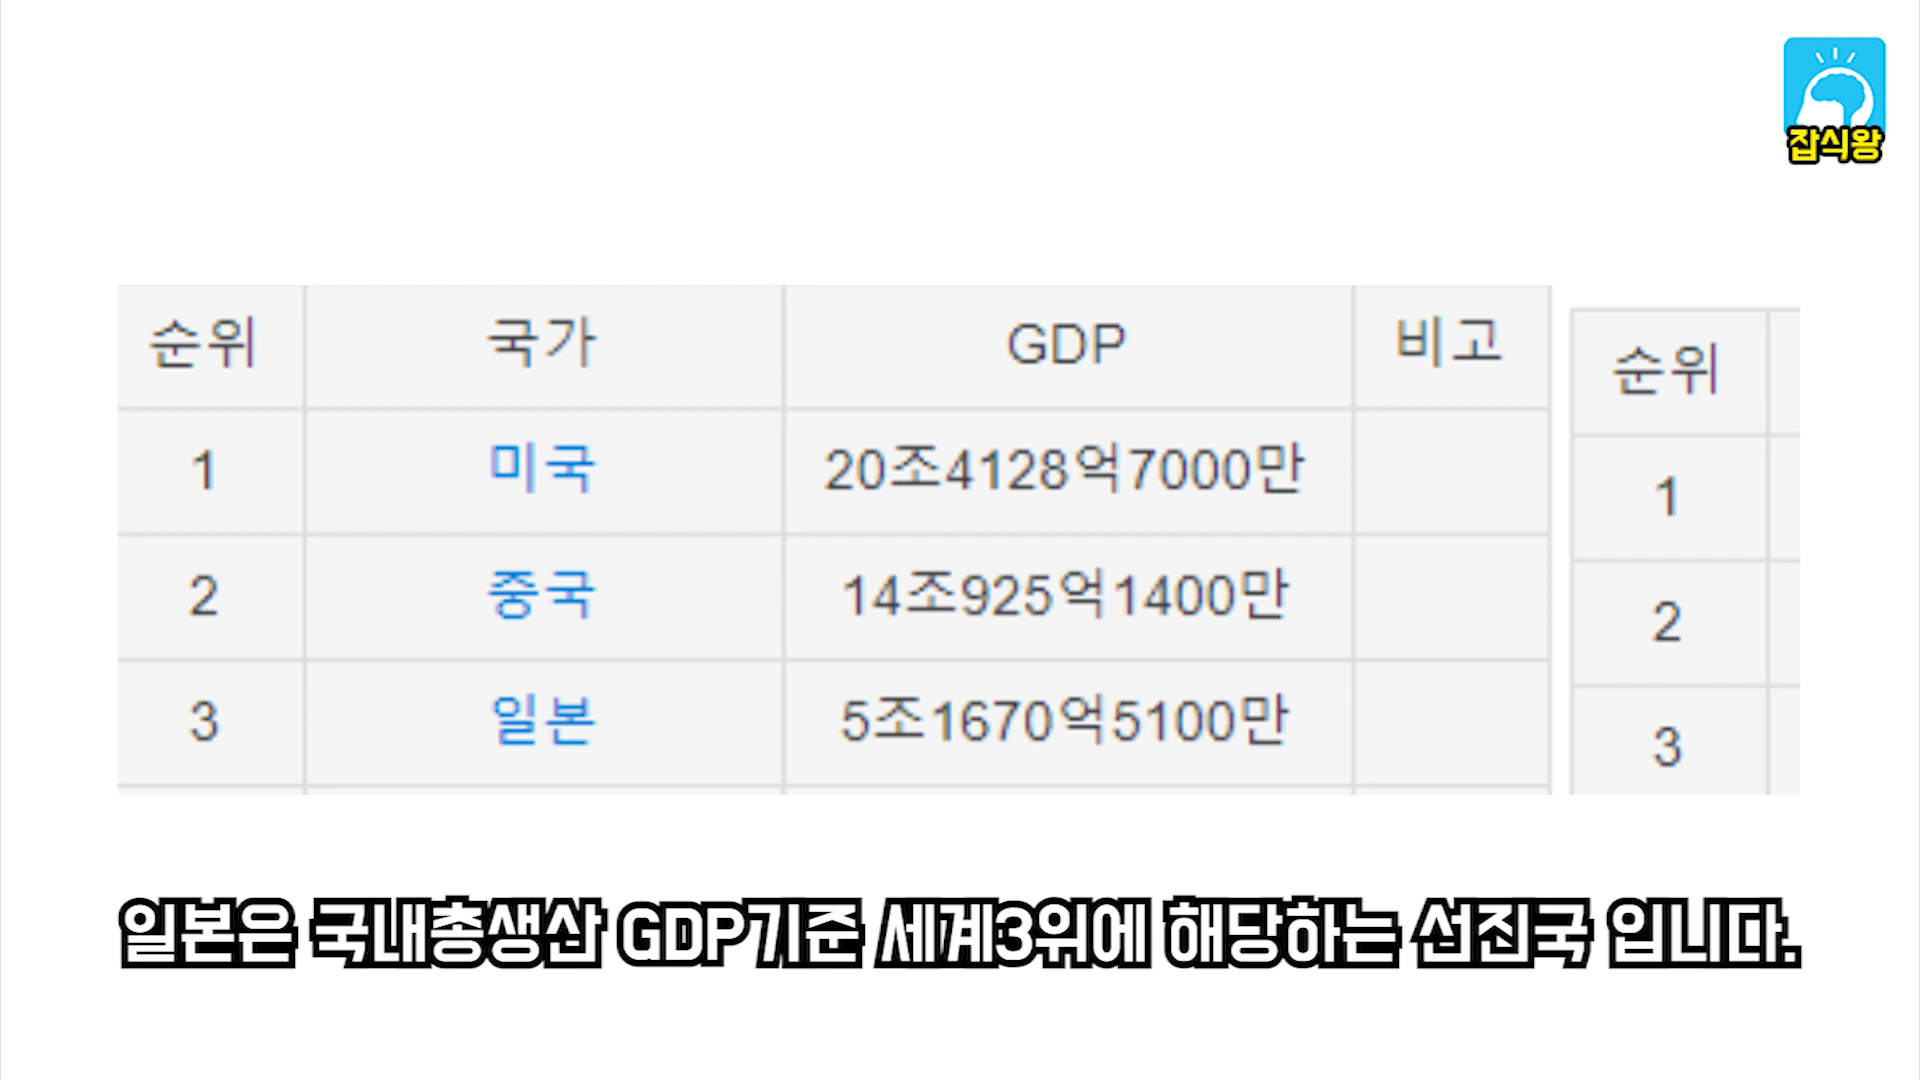 잡식왕
순위 국가 GDP 비고
1 미국 20조4128억7000만
2 중국 14조925억1400만
3 일본 5조1670억5100만
순위
1
2
3
일본은 국내총생산 GDP기준 세계3위에 해당하는 선진국 입니다.